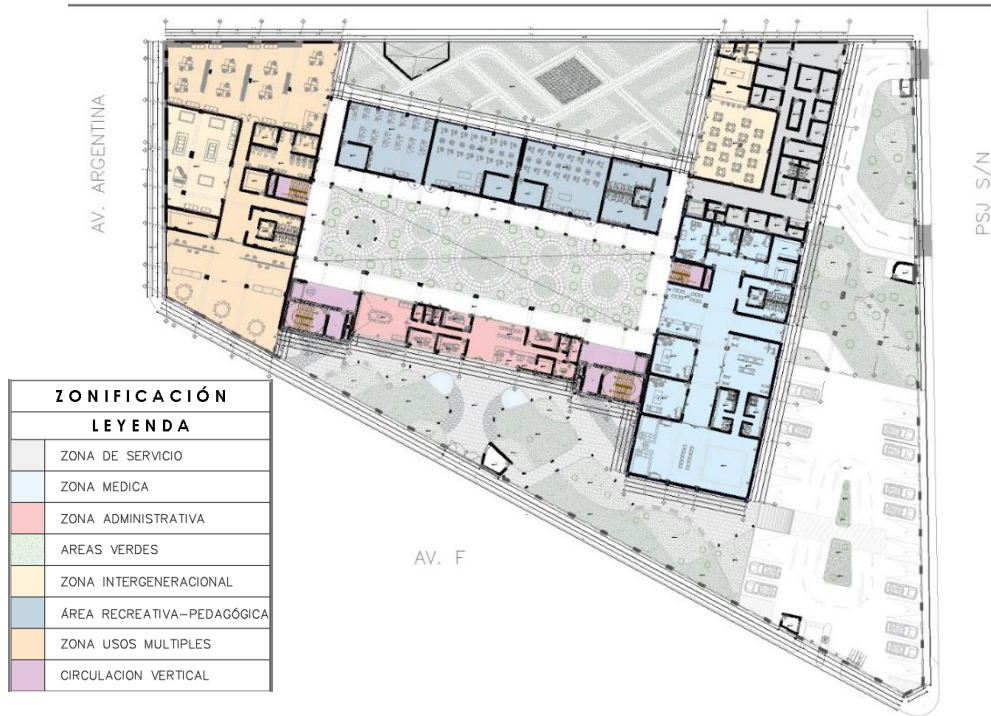 AV. ARGENTINA
PSJ S/N
AV. F
ZONIFICACIÓN
LEYENDA
ZONA DE SERVICIO
ZONA MEDICA
ZONA ADMINISTRATIVA
AREAS VERDES
ZONA INTERGENERACIONAL
ÁREA RECREATIVA-PEDAGÓGICA
ZONA USOS MULTIPLES
CIRCULACION VERTICAL